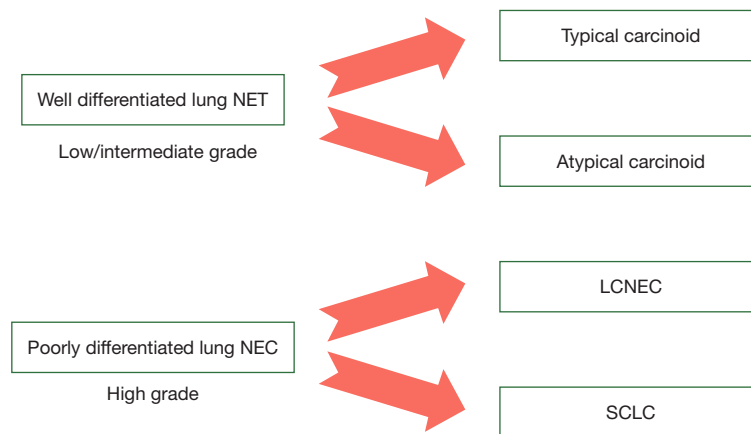 Typical carcinoid
Well differentiated lung NET
Low/intermediate grade
Atypical carcinoid
LCNEC
Poorly differentiated lung NEC
High grade
SCLC